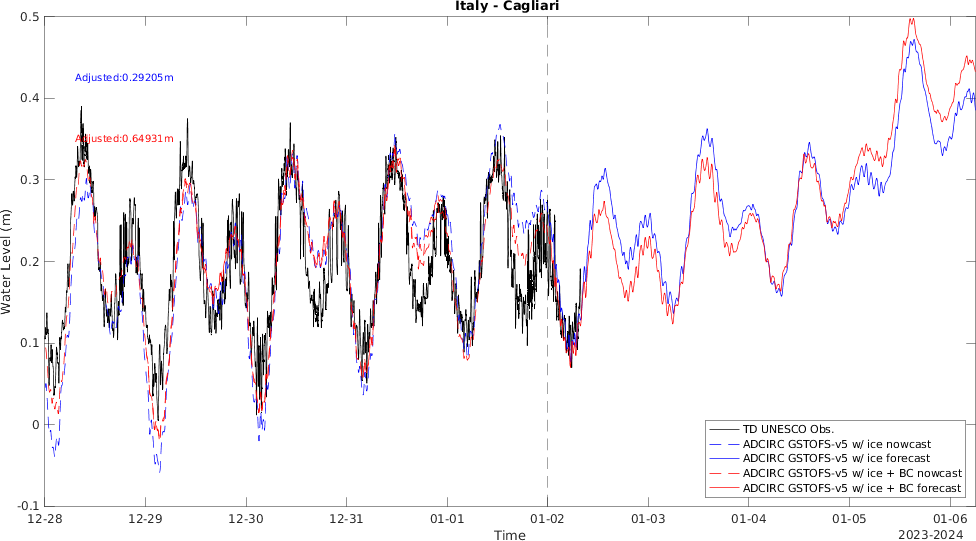 Italy - Cagliari
0.5
Adjusted:0.29205m
0.4
Adjusted:0.64931m
0.3
0.2
0.1
0
-0.1
Water Level (m)
TD UNESCO Obs.
ADCIRC GSTOFS-v5 w/ ice nowcast
ADCIRC GSTOFS-v5 w/ ice forecast
ADCIRC GSTOFS-v5 w/ ice + BC nowcast
ADCIRC GSTOFS-v5 w/ ice + BC forecast
12-28 12-29 12-30 12-31 01-01 01-02 01-03 01-04 01-05 01-06
Time
2023-2024